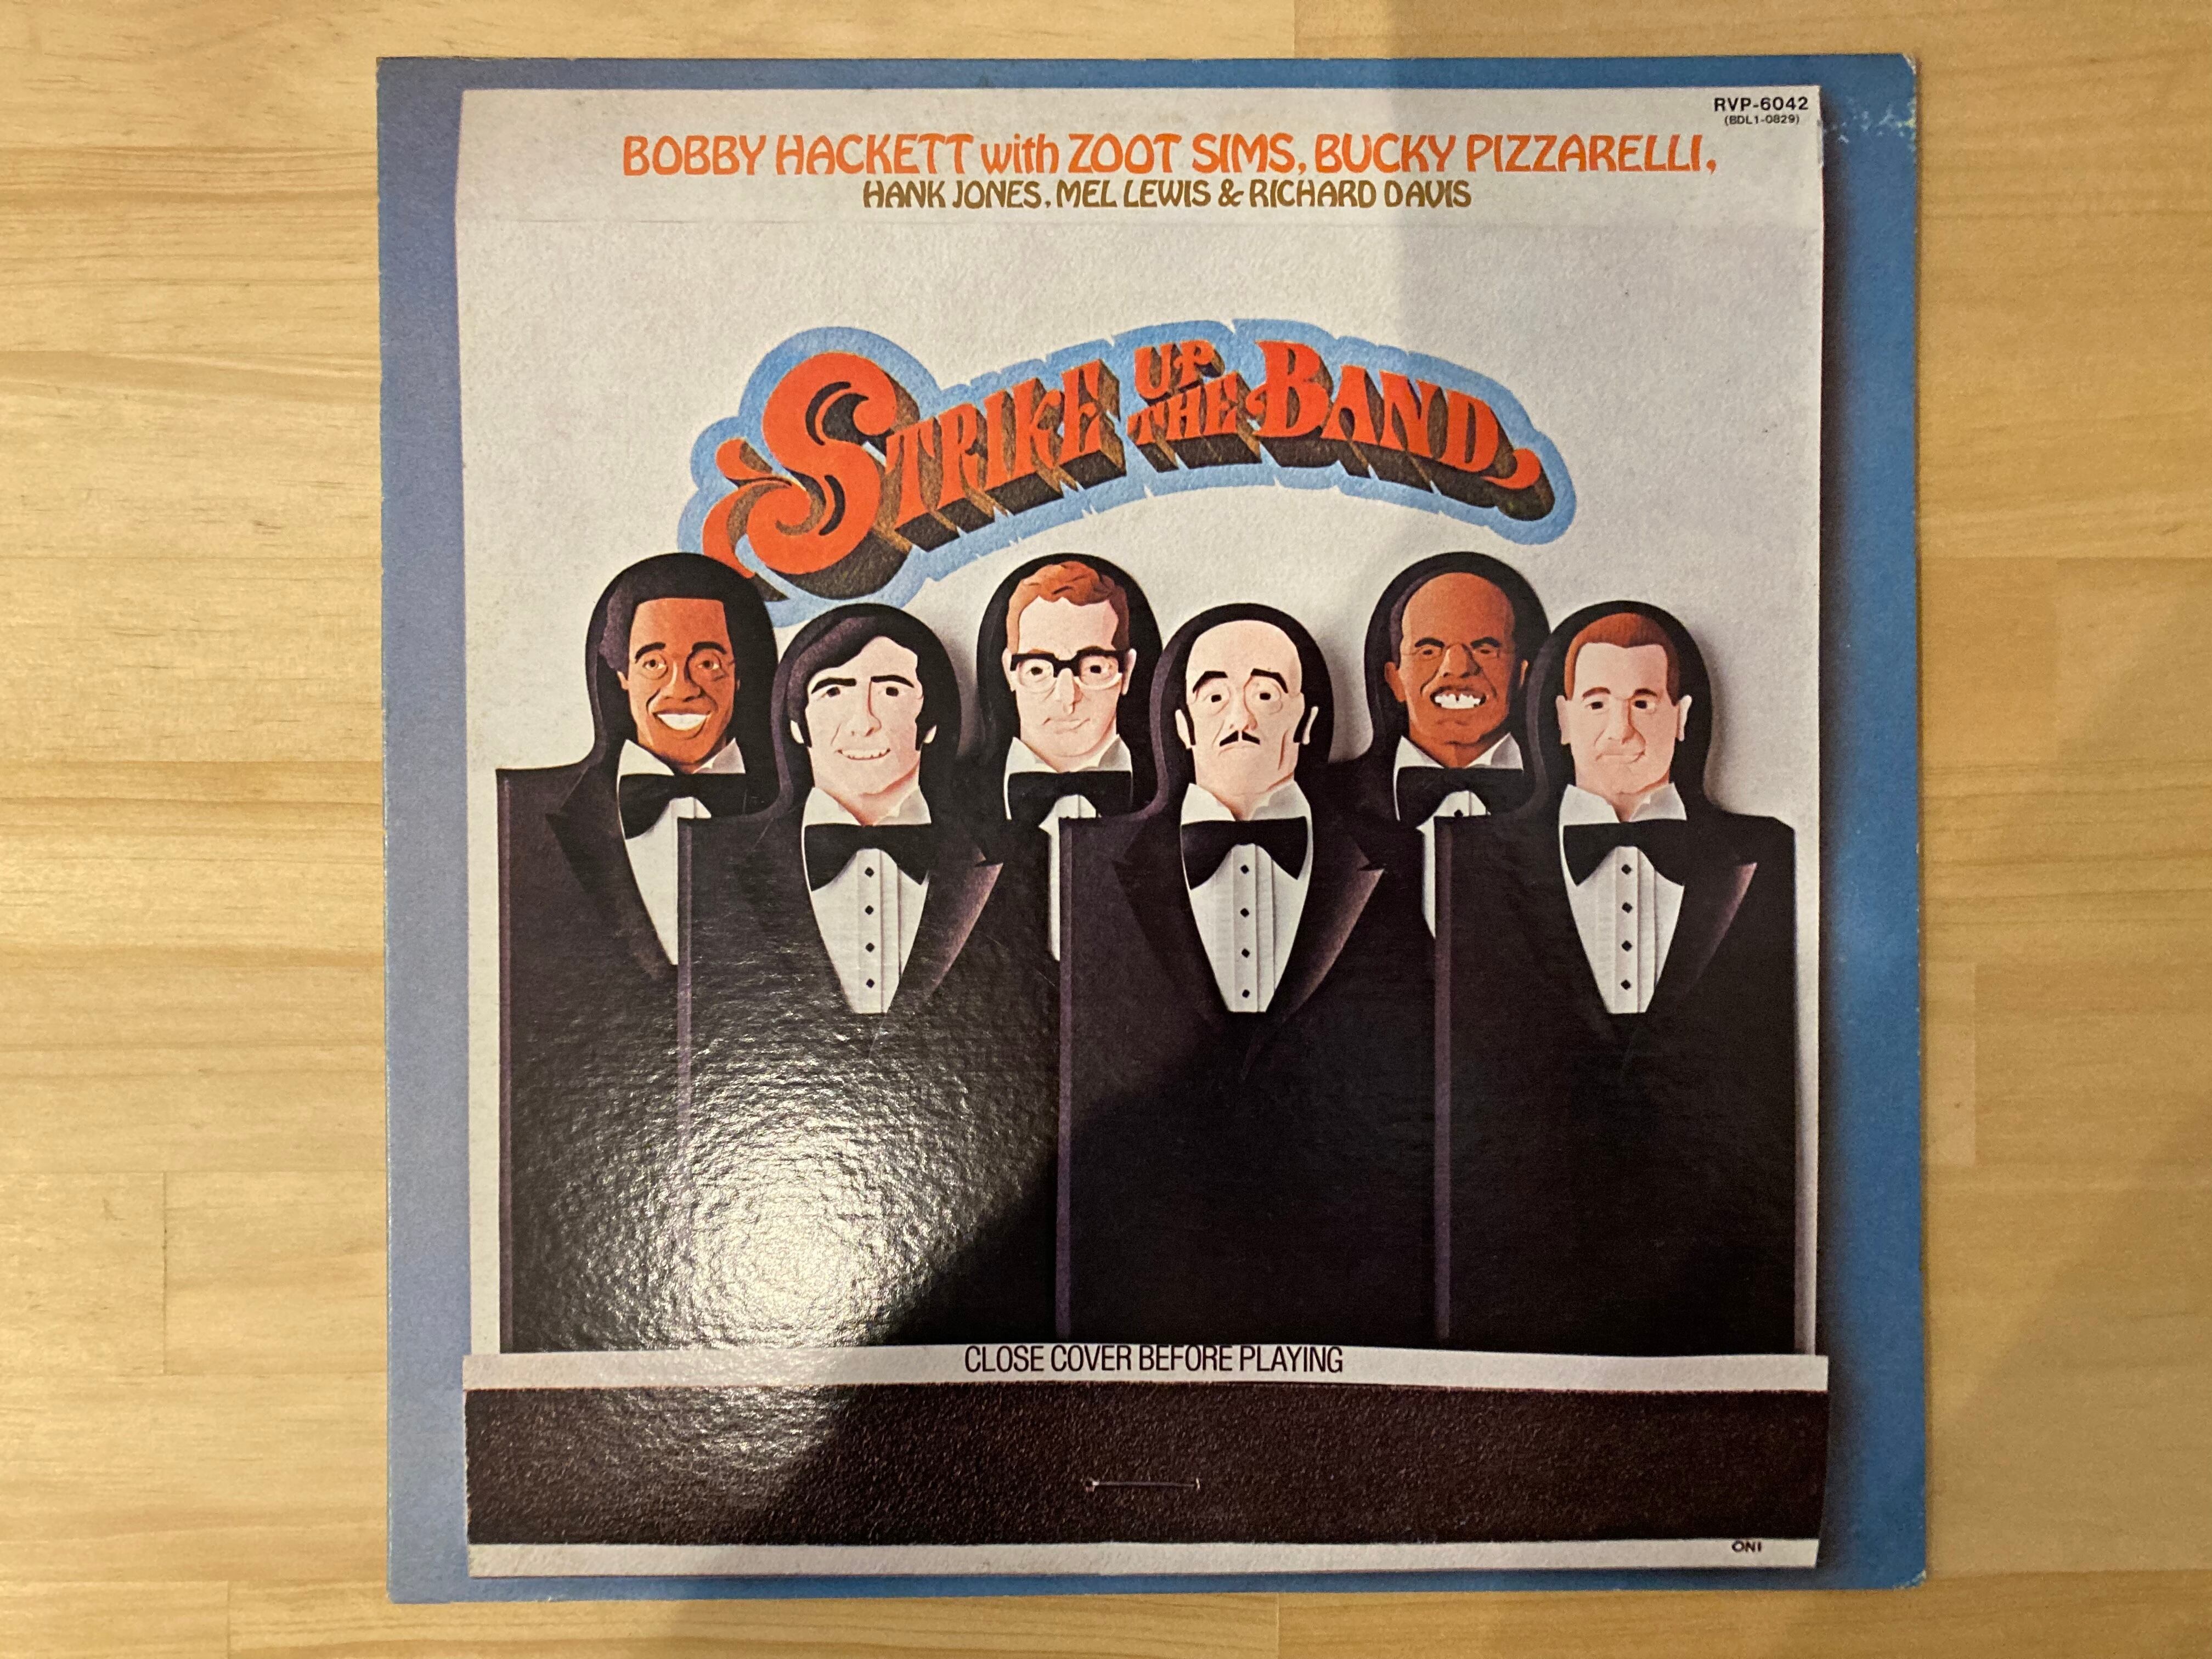 RVP-6042
(BDL1-0829)
BOBBY HACKETT with ZOOT SIMS, BUCKY PIZZARELLI,
HANK JONES, MEL LEWIS & RICHARD DAVIS
STRIKE UP THE BAND
CLOSE COVER BEFORE PLAYING
ONI